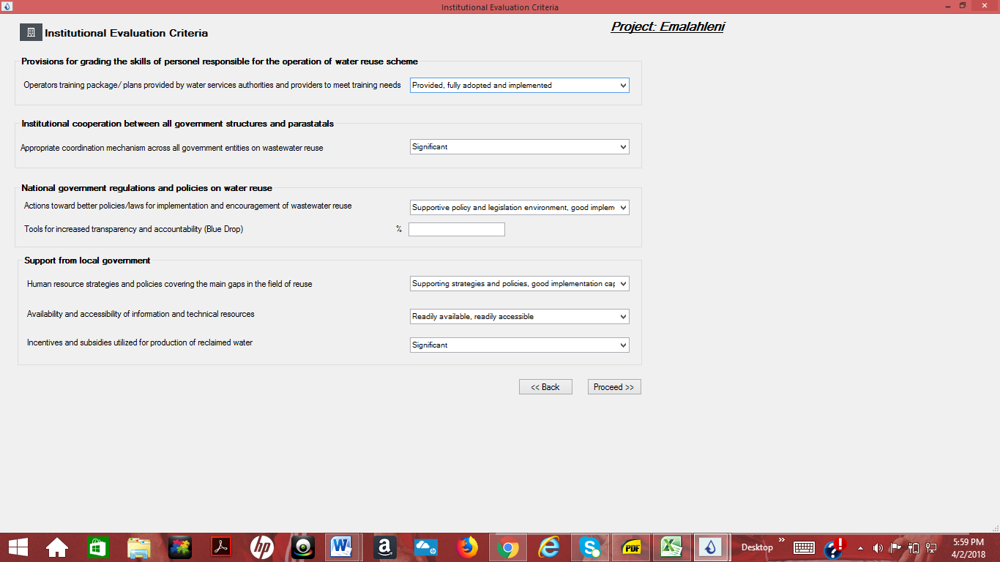 Institutional Evaluation Criteria
Institutional Evaluation Criteria
Project: Emalahleni
Provisions for grading the skills of personel responsible for the operation of water reuse scheme
Operators training package/ plans provided by water services authorities and providers to meet training needs Provided, fully adopted and implemented
Institutional cooperation between all government structures and parastatals
Appropriate coordination mechanism across all government entities on wastewater reuse Significant
National government regulations and policies on water reuse
Actions toward better policies/laws for implementation and encouragement of wastewater reuse Supportive policy and legislation environment, good implem
Tools for increased transparency and accountability (Blue Drop) %
Support from local government
Human resource strategies and policies covering the main gaps in the field of reuse Supporting strategies and policies, good implementation cap
Availability and accessibility of information and technical resources Readily available, readily accessible
Incentives and subsidies utilized for production of reclaimed water Significant
<< Back Proceed >>
hp W a S PDF X Desktop » ? ! 5:59 PM
4/2/2018